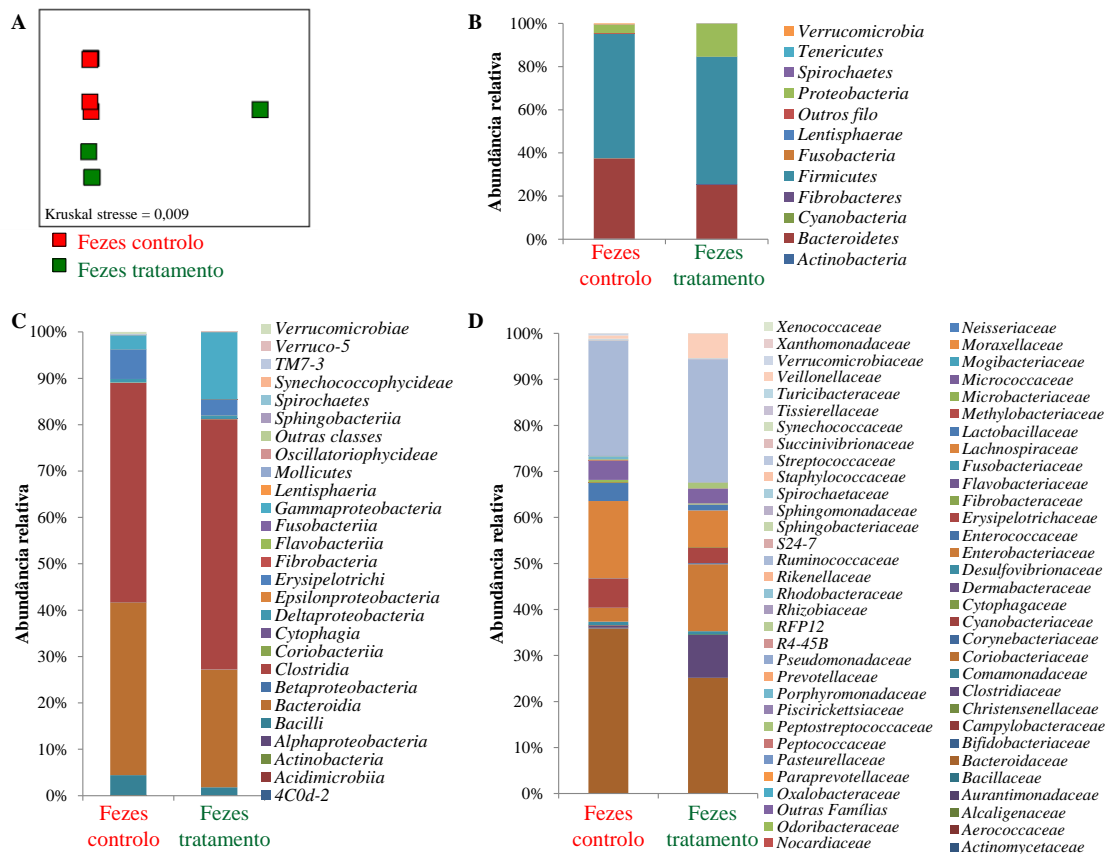 A
Kruskal stresse = 0,009
Fezes controlo
Fezes tratamento
B
Abundância relativa
100%
80%
60%
40%
20%
0%
Fezes
controlo
Fezes
tratamento
Verrucomicrobia
Tenericutes
Spirochaetes
Proteobacteria
Outros filo
Lentisphaerae
Fusobacteria
Firmicutes
Fibrobacteres
Cyanobacteria
Bacteroidetes
Actinobacteria
C
Abundância relativa
100%
90%
80%
70%
60%
50%
40%
30%
20%
10%
0%
Fezes
controlo
Fezes
tratamento
Verrucomicrobiae
Verruco-5
TM7-3
Synechococcophycideae
Spirochaetes
Sphingobacteriia
Outras classes
Oscillatoriophycideae
Mollicutes
Lentisphaeria
Gammaproteobacteria
Fusobacteriia
Flavobacteriia
Fibrobacteria
Erysipelotrichi
Epsilonproteobacteria
Deltaproteobacteria
Cytophagia
Coriobacteriia
Clostridia
Betaproteobacteria
Bacteroidia
Bacilli
Alphaproteobacteria
Actinobacteria
Acidimicrobiia
4C0d-2
D
Abundância relativa
100%
90%
80%
70%
60%
50%
40%
30%
20%
10%
0%
Fezes
controlo
Fezes
tratamento
Xenococcaceae
Xanthomonadaceae
Verrucomicrobiaceae
Veillonellaceae
Turicibacteraceae
Tissierellaceae
Synechococcaceae
Succinivibrionaceae
Streptococcaceae
Staphylococcaceae
Spirochaetaceae
Sphingomonadaceae
Sphingobacteriaceae
S24-7
Ruminococcaceae
Rikenellaceae
Rhodobacteraceae
Rhizobiaceae
RFP12
R4-45B
Pseudomonadaceae
Prevotellaceae
Porphyromonadaceae
Piscirickettsiaceae
Peptostreptococcaceae
Peptococcaceae
Pasteurellaceae
Paraprevotellaceae
Oxalobacteraceae
Outras Famílias
Odoribacteraceae
Nocardiaceae
Neisseriaceae
Moraxellaceae
Mogibacteriaceae
Micrococcaceae
Microbacteriaceae
Methylobacteriaceae
Lactobacillaceae
Lachnospiraceae
Fusobacteriaceae
Flavobacteriaceae
Fibrobacteraceae
Erysipelotrichaceae
Enterococcaceae
Enterobacteriaceae
Desulfovibrionaceae
Dermabacteraceae
Cytophagaceae
Cyanobacteriaceae
Corynebacteriaceae
Coriobacteriaceae
Comamonadaceae
Clostridiaceae
Christensenellaceae
Campylobacteraceae
Bifidobacteriaceae
Bacteroidaceae
Bacillaceae
Aurantimonadaceae
Alcaligenaceae
Aerococcaceae
Actinomycetaceae